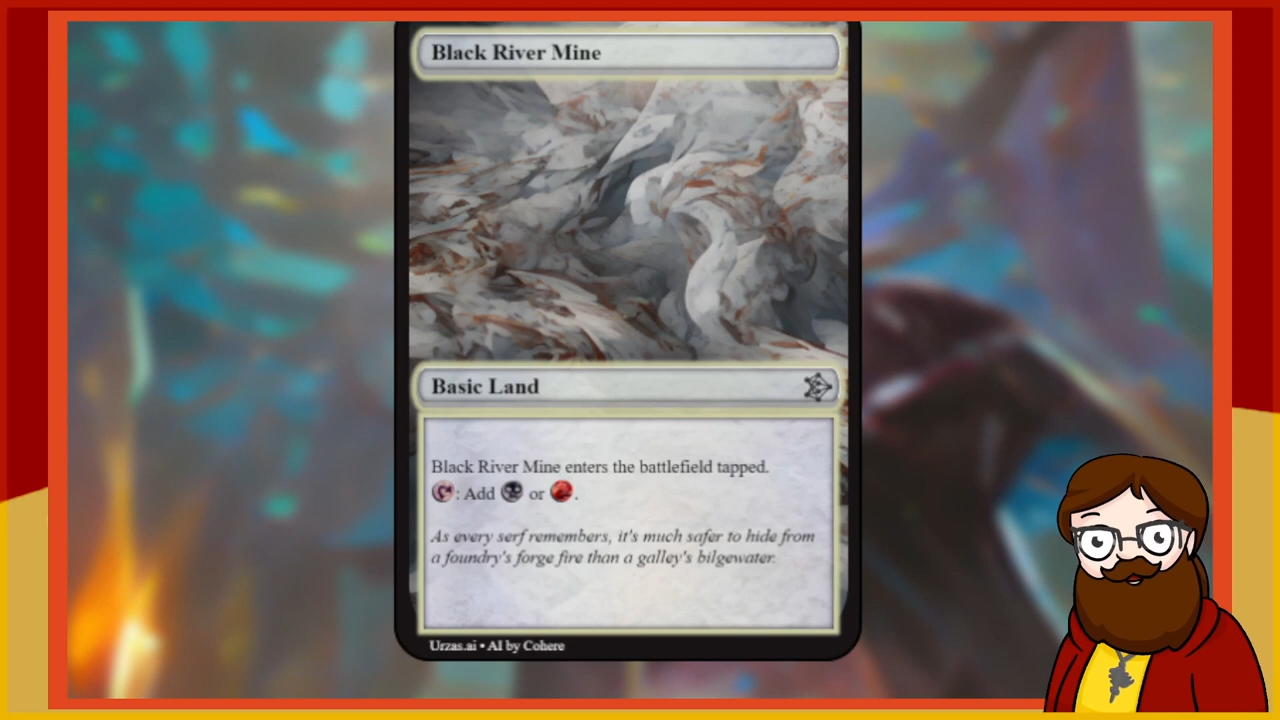 Black River Mine
Basic Land
Black River Mine enters the battlefield tapped.
: Add or .
As every serf remembers, it's much safer to hide from
a foundry's forge fire than a galley's bilgewater.
Urzas.ai • AI by Cohere